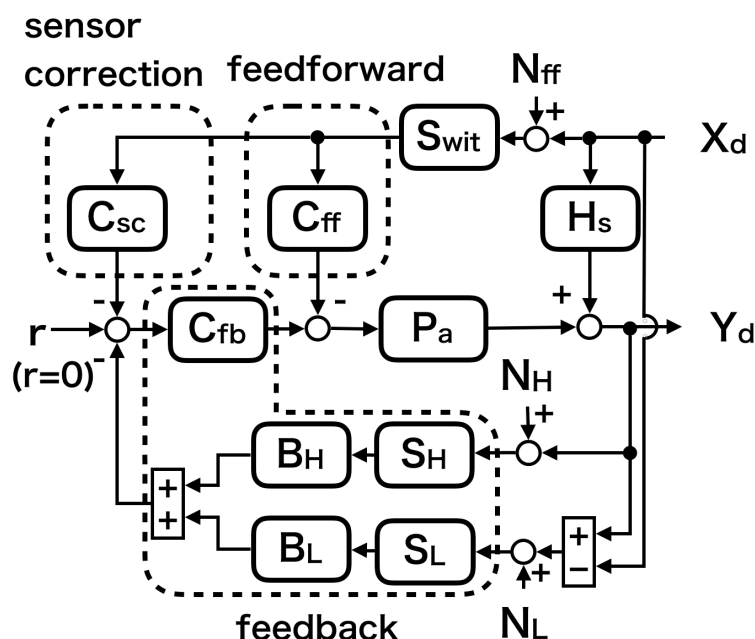 sensor
correction
feedforward
Nff
+
Swit
Xd
Csc
Cff
Hs
-
-
+
r
Cfb
Pa
Yd
(r=0)
-
NH
+
BH
SH
+
+
BL
SL
+
+
-
NL
feedback